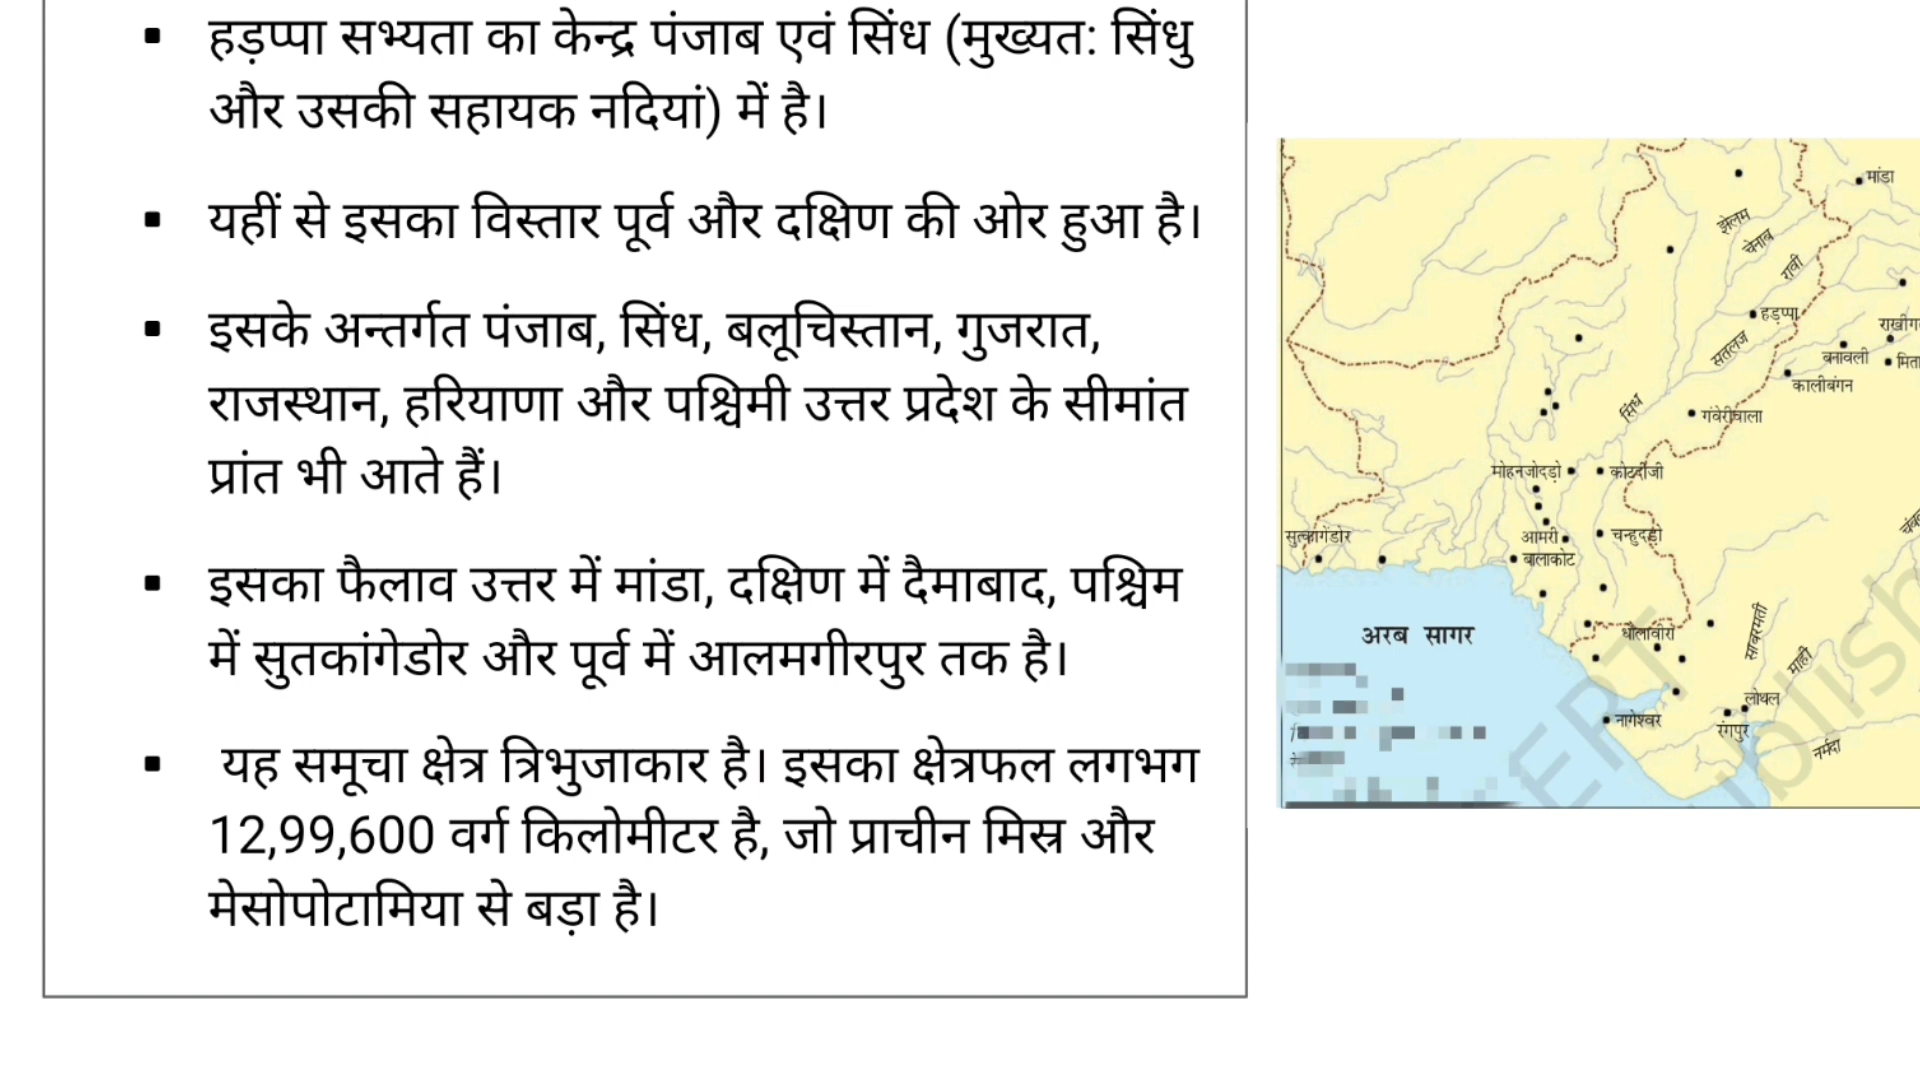 ▪ हड़प्पा सभ्यता का केन्द्र पंजाब एवं सिंध (मुख्यत: सिंधु
और उसकी सहायक नदियां) में है।
▪ यहीं से इसका विस्तार पूर्व और दक्षिण की ओर हुआ है।
▪ इसके अन्तर्गत पंजाब, सिंध, बलूचिस्तान, गुजरात,
राजस्थान, हरियाणा और पश्चिमी उत्तर प्रदेश के सीमांत
प्रांत भी आते हैं।
▪ इसका फैलाव उत्तर में मांडा, दक्षिण में दैमाबाद, पश्चिम
में सुतकांगेडोर और पूर्व में आलमगीरपुर तक है।
▪ यह समूचा क्षेत्र त्रिभुजाकार है। इसका क्षेत्रफल लगभग
12,99,600 वर्ग किलोमीटर है, जो प्राचीन मिस्र और
मेसोपोटामिया से बड़ा है।
मांडा
झेलम
चेनाब
रावी
हड़प्पा
सतलज
बनावली
कालीबंगन
सिंध
गंवेरीवाला
मोहनजोदड़ो
कोटदीजी
सुत्कागेंडोर
आमरी
चन्हुदड़ो
बालाकोट
अरब सागर
धौलावीरा
साबरमती
माही
लोथल
नागेश्वर
रंगपुर
नर्मदा